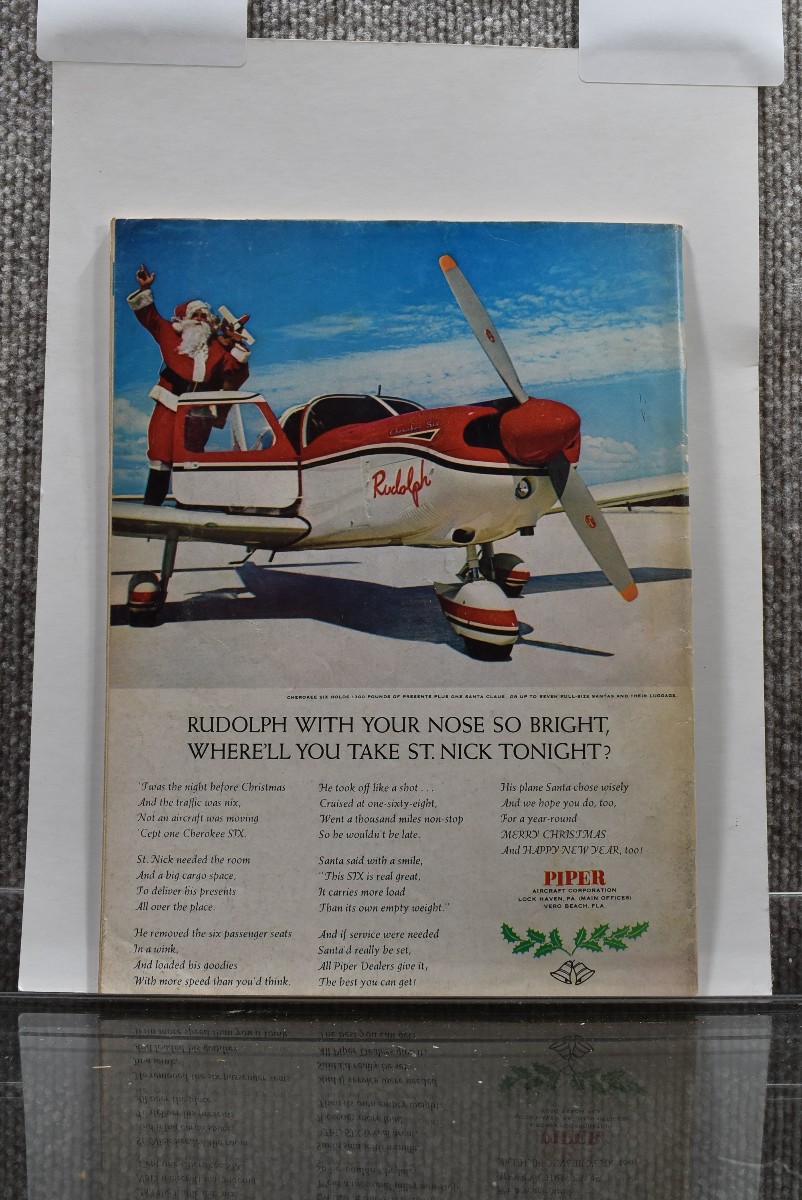 Cherokee Six
"Rudolph"
CHEROKEE SIX HOLDS 1300 POUNDS OF PRESENTS PLUS ONE SANTA CLAUS, OR UP TO SEVEN FULL-SIZE SANTAS AND THEIR LUGGAGE.
RUDOLPH WITH YOUR NOSE SO BRIGHT,
WHERE'LL YOU TAKE ST. NICK TONIGHT?
'Twas the night before Christmas
And the traffic was nix,
Not an aircraft was moving
'Cept one Cherokee SIX.
St. Nick needed the room
And a big cargo space,
To deliver his presents
All over the place.
He removed the six passenger seats
In a wink,
And loaded his goodies
With more speed than you'd think.
He took off like a shot . . .
Cruised at one-sixty-eight,
Went a thousand miles non-stop
So he wouldn't be late.
Santa said with a smile,
"This SIX is real great,
It carries more load
Than its own empty weight."
And if service were needed
Santa'd really be set,
All Piper Dealers give it,
The best you can get!
His plane Santa chose wisely
And we hope you do, too,
For a year-round
MERRY CHRISTMAS
And HAPPY NEW YEAR, too!
PIPER
AIRCRAFT CORPORATION
LOCK HAVEN, PA. (MAIN OFFICES)
VERO BEACH, FLA.